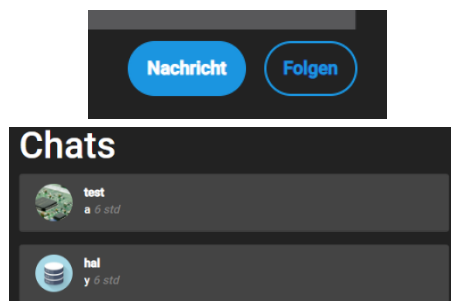 Nachricht Folgen
Chats
test
a 6 std
hal
y 6 std